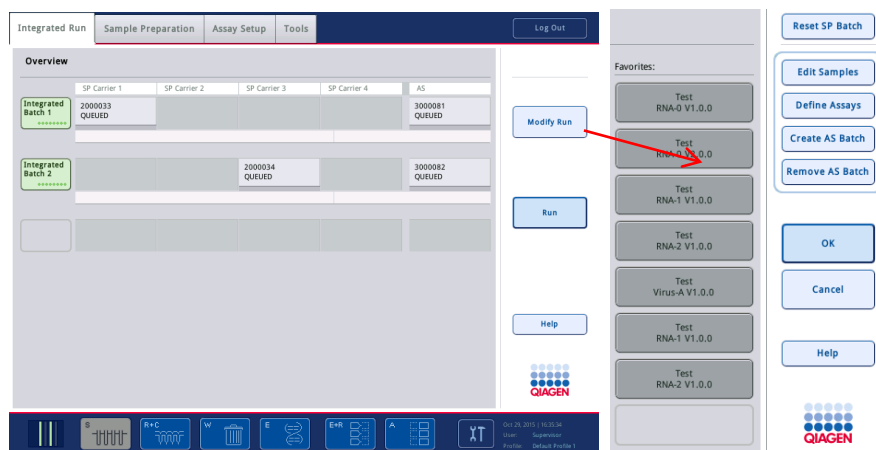 Integrated Run
Sample Preparation
Assay Setup
Tools
Log Out
Overview
SP Carrier 1
SP Carrier 2
SP Carrier 3
SP Carrier 4
AS
Integrated
Batch 1
2000033
QUEUED
3000081
QUEUED
Integrated
Batch 2
2000034
QUEUED
3000082
QUEUED
Modify Run
Run
Help
QIAGEN
S
R+C
W
E
E+R
A
Oct 29, 2015 | 16:35:34
User: Supervisor
Profile: Default Profile 1
Favorites:
Test
RNA-0 V1.0.0
Test
RNA-0 V1.0.0
Test
RNA-1 V1.0.0
Test
RNA-2 V1.0.0
Test
Virus-A V1.0.0
Test
RNA-1 V1.0.0
Test
RNA-2 V1.0.0
Reset SP Batch
Edit Samples
Define Assays
Create AS Batch
Remove AS Batch
OK
Cancel
Help
QIAGEN